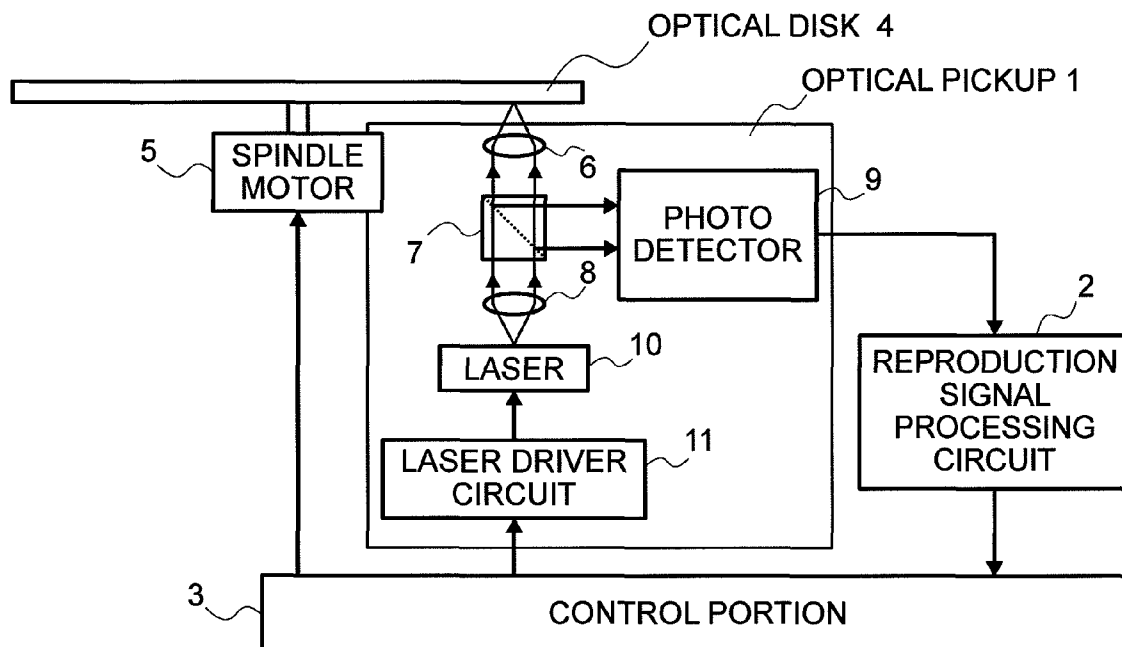 OPTICAL DISK 4
OPTICAL PICKUP 1
5
SPINDLE
MOTOR
6
7
8
PHOTO
DETECTOR
9
2
10
LASER
REPRODUCTION
SIGNAL
PROCESSING
CIRCUIT
11
LASER DRIVER
CIRCUIT
3
CONTROL PORTION